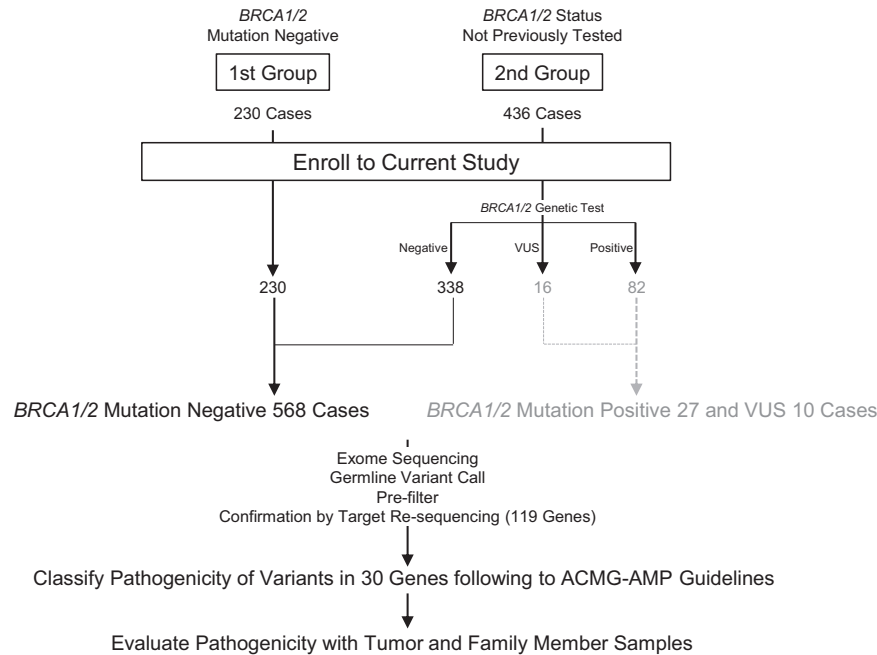 BRCA1/2
Mutation Negative
BRCA1/2 Status
Not Previously Tested
1st Group
2nd Group
230 Cases
436 Cases
Enroll to Current Study
BRCA1/2 Genetic Test
Negative
VUS
Positive
230
338
16
82
BRCA1/2 Mutation Negative 568 Cases
BRCA1/2 Mutation Positive 27 and VUS 10 Cases
Exome Sequencing
Germline Variant Call
Pre-filter
Confirmation by Target Re-sequencing (119 Genes)
Classify Pathogenicity of Variants in 30 Genes following to ACMG-AMP Guidelines
Evaluate Pathogenicity with Tumor and Family Member Samples